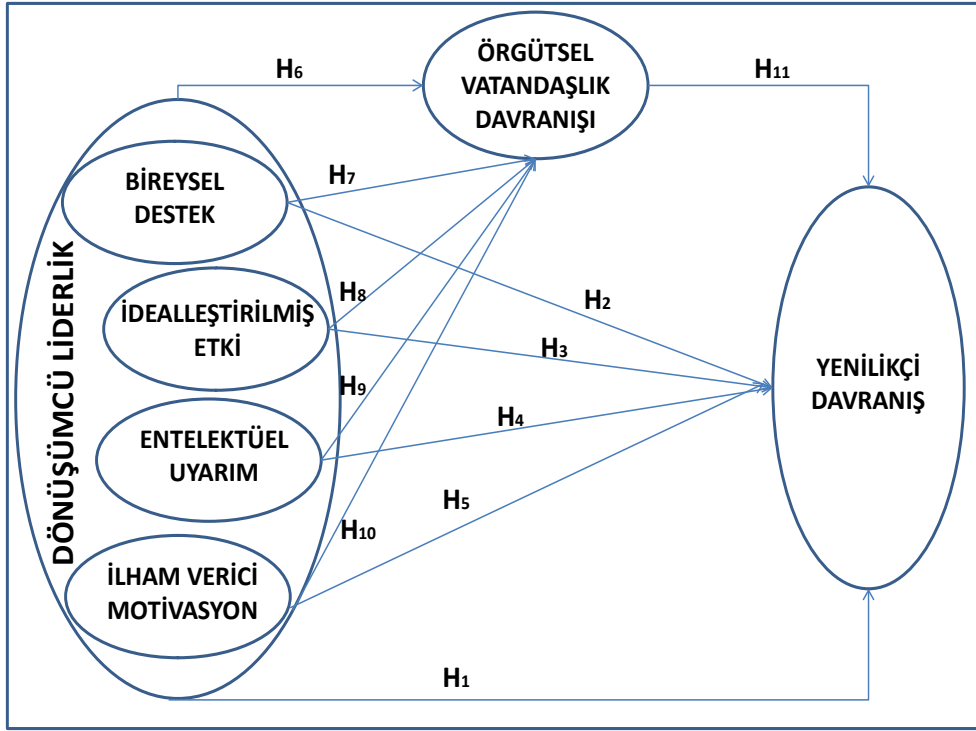 ÖRGÜTSEL
VATANDAŞLIK
DAVRANIŞI
H6
H11
BİREYSEL
DESTEK
H7
DÖNÜŞÜMCÜ LİDERLİK
İDEALLEŞTİRİLMİŞ
ETKİ
H8
H2
H3
YENİLİKÇİ
DAVRANIŞ
H9
H4
ENTELEKTÜEL
UYARIM
H5
H10
İLHAM VERİCİ
MOTİVASYON
H1